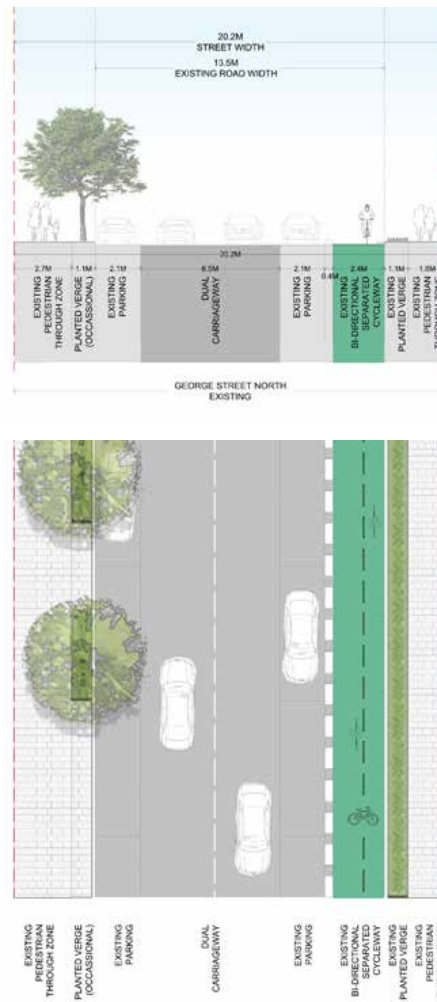 20.2M
STREET WIDTH
13.5M
EXISTING ROAD WIDTH
20.2M
2.7M
1.1M
2.1M
6.5M
2.1M
0.4M
2.4M
1.1M
EXISTING
PEDESTRIAN
THROUGH ZONE
PLANTED VERGE
(OCCASSIONAL)
EXISTING
PARKING
DUAL
CARRIAGEWAY
EXISTING
PARKING
EXISTING
BI-DIRECTIONAL
SEPARATED
CYCLEWAY
EXISTING
PLANTED VERGE
EXISTING
PEDESTRIAN
GEORGE STREET NORTH
EXISTING
EXISTING
PEDESTRIAN
THROUGH ZONE
PLANTED VERGE
(OCCASSIONAL)
EXISTING
PARKING
DUAL
CARRIAGEWAY
EXISTING
PARKING
EXISTING
BI-DIRECTIONAL
SEPARATED
CYCLEWAY
EXISTING
PLANTED VERGE
EXISTING
PEDESTRIAN